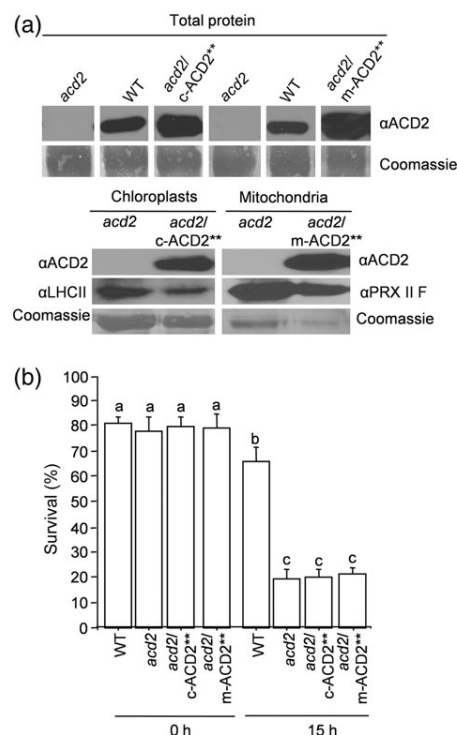 (a)
Total protein
acd2 WT acd2/ c-ACD2** acd2 WT acd2/ m-ACD2**
αACD2
Coomassie
Chloroplasts Mitochondria
acd2 acd2/ c-ACD2** acd2 acd2/ m-ACD2**
αACD2 αACD2
αLHCII αPRX II F
Coomassie Coomassie
(b)
Survival (%)
100
90
80
70
60
50
40
30
20
10
0
a a a a b c c c
WT acd2 acd2/ c-ACD2** acd2/ m-ACD2** WT acd2 acd2/ c-ACD2** acd2/ m-ACD2**
0 h 15 h